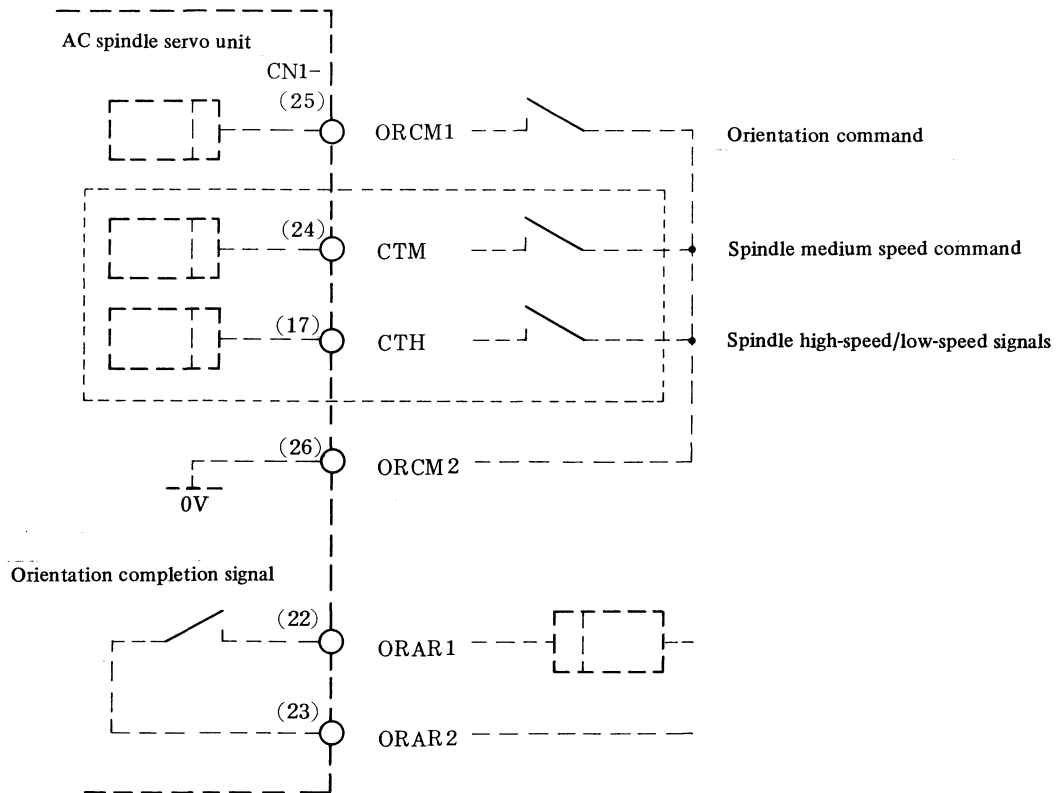 AC spindle servo unit
CN1-
(25)
ORCM1
Orientation command
(24)
CTM
Spindle medium speed command
(17)
CTH
Spindle high-speed/low-speed signals
(26)
ORCM2
0V
Orientation completion signal
(22)
ORAR1
(23)
ORAR2